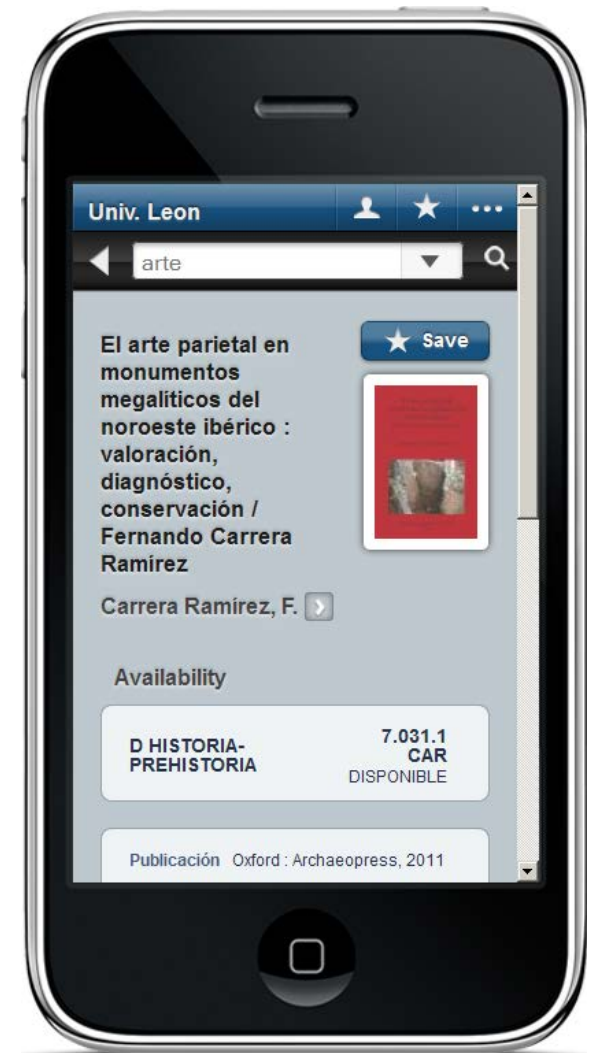 Univ. Leon
arte
Save
El arte parietal en
monumentos
megalíticos del
noroeste ibérico :
valoración,
diagnóstico,
conservación /
Fernando Carrera
Ramírez
Carrera Ramírez, F.
Availability
D HISTORIA-
PREHISTORIA
7.031.1
CAR
DISPONIBLE
Publicación Oxford : Archaeopress, 2011